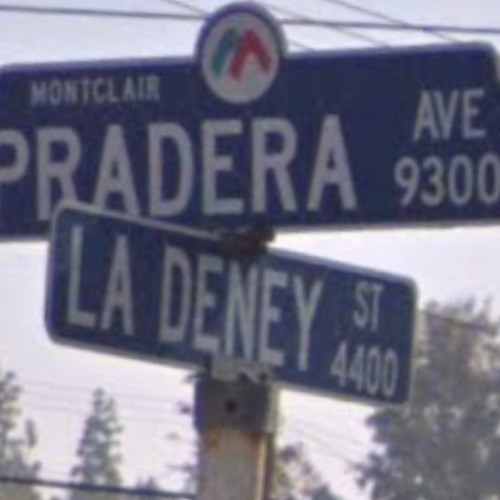 MONTCLAIR
PRADERA AVE 9300
LA DENEY ST 4400